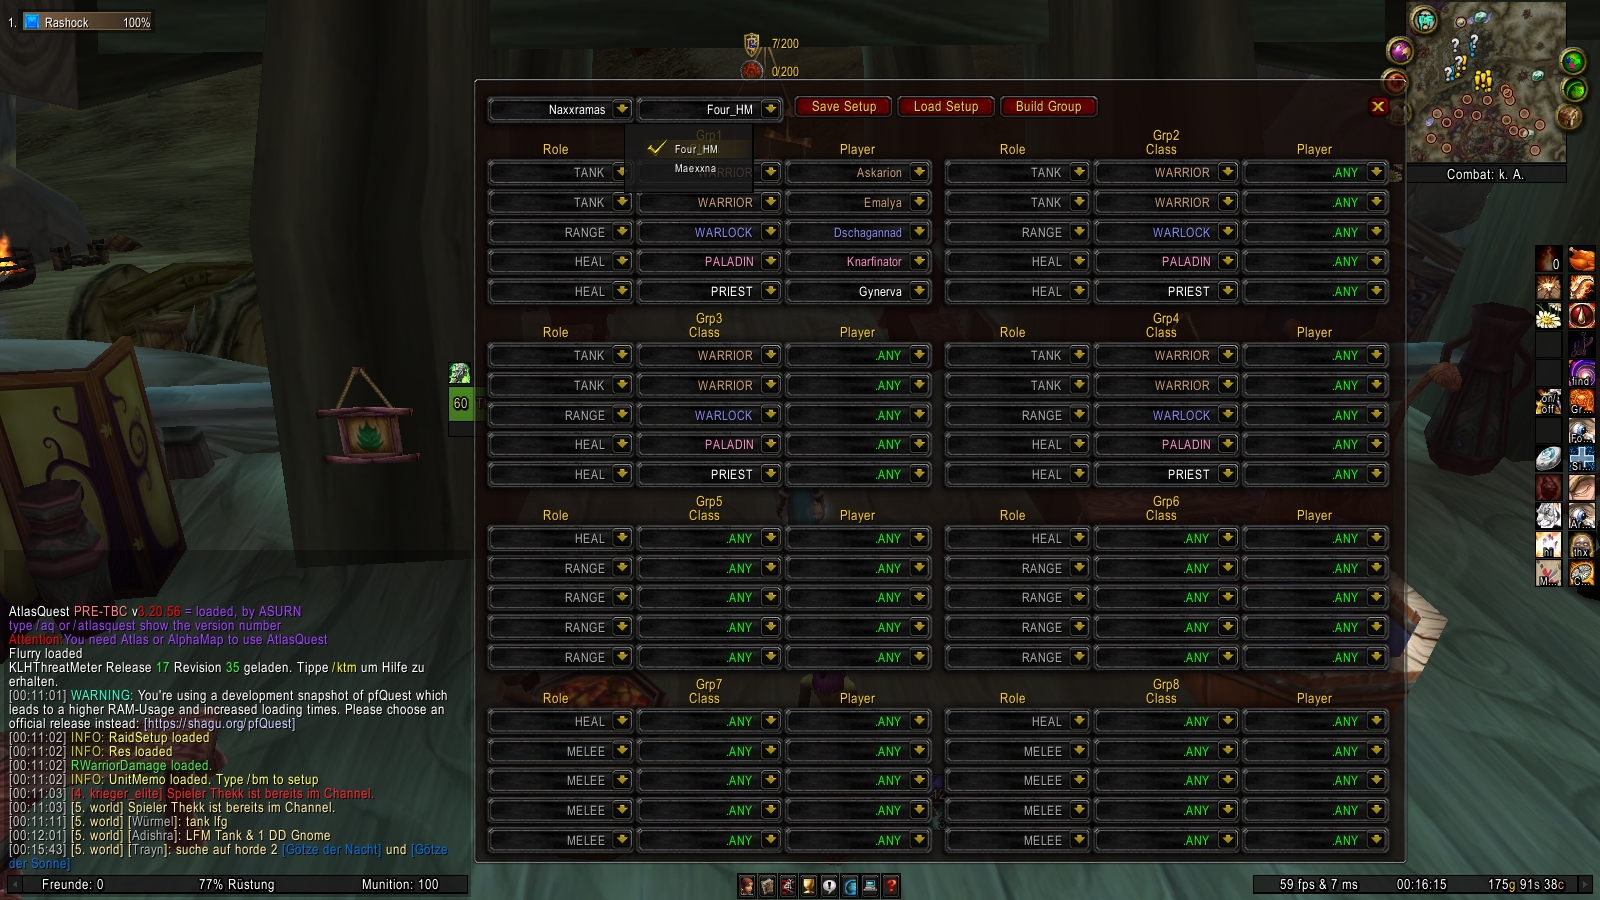 1. Rashock 100%
7/200
0/200
Naxxramas Four_HM Save Setup Load Setup Build Group
Four_HM
Maexxna
Grp1
Role Player
TANK WARRIOR Askarion
TANK WARRIOR Emalya
RANGE WARLOCK Dschagannad
HEAL PALADIN Knarfinator
HEAL PRIEST Gynerva
Grp2
Role Class Player
TANK WARRIOR .ANY
TANK WARRIOR .ANY
RANGE WARLOCK .ANY
HEAL PALADIN .ANY
HEAL PRIEST .ANY
Grp3
Role Class Player
TANK WARRIOR .ANY
TANK WARRIOR .ANY
RANGE WARLOCK .ANY
HEAL PALADIN .ANY
HEAL PRIEST .ANY
Grp4
Role Class Player
TANK WARRIOR .ANY
TANK WARRIOR .ANY
RANGE WARLOCK .ANY
HEAL PALADIN .ANY
HEAL PRIEST .ANY
Grp5
Role Class Player
HEAL .ANY .ANY
RANGE .ANY .ANY
RANGE .ANY .ANY
RANGE .ANY .ANY
RANGE .ANY .ANY
Grp6
Role Class Player
HEAL .ANY .ANY
RANGE .ANY .ANY
RANGE .ANY .ANY
RANGE .ANY .ANY
RANGE .ANY .ANY
Grp7
Role Class Player
HEAL .ANY .ANY
MELEE .ANY .ANY
MELEE .ANY .ANY
MELEE .ANY .ANY
MELEE .ANY .ANY
Grp8
Role Class Player
HEAL .ANY .ANY
MELEE .ANY .ANY
MELEE .ANY .ANY
MELEE .ANY .ANY
MELEE .ANY .ANY
Combat: k. A.
0
find
on/
off
Gr...
Fo...
Si...
Ar...
hl
thx
M...
C...
60
AtlasQuest PRE-TBC v3.20.56 = loaded, by ASURN
type /aq or /atlasquest show the version number
Attention:You need Atlas or AlphaMap to use AtlasQuest
Flurry loaded
KLHThreatMeter Release 17 Revision 35 geladen. Tippe /ktm um Hilfe zu
erhalten.
[00:11:01] WARNING: You're using a development snapshot of pfQuest which
leads to a higher RAM-Usage and increased loading times. Please choose an
official release instead: [https://shagu.org/pfQuest]
[00:11:02] INFO: RaidSetup loaded
[00:11:02] INFO: Res loaded
[00:11:02] RWarriorDamage loaded.
[00:11:02] INFO: UnitMemo loaded. Type /bm to setup
[00:11:03] [4. krieger_elite] Spieler Thekk ist bereits im Channel.
[00:11:03] [5. world] Spieler Thekk ist bereits im Channel.
[00:11:11] [5. world] [Würmel]: tank lfg
[00:12:01] [5. world] [Adishra]: LFM Tank & 1 DD Gnome
[00:15:43] [5. world] [Trayn]: suche auf horde 2 [Götze der Nacht] und [Götze
der Sonne]
Freunde: 0 77% Rüstung Munition: 100
59 fps & 7 ms 00:16:15 175g 91s 38c